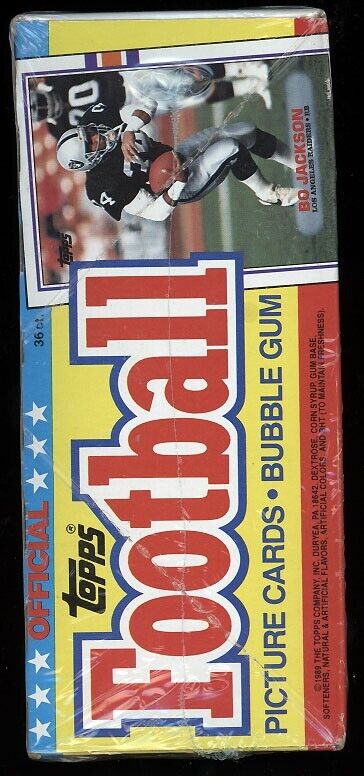 OFFICIAL
36 ct.
TOPPS®
Football
PICTURE CARDS • BUBBLE GUM
©1989 THE TOPPS COMPANY, INC. DURYEA, PA 18642. DEXTROSE, CORN SYRUP, GUM BASE,
SOFTENERS, NATURAL & ARTIFICIAL FLAVORS, ARTIFICIAL COLORS AND BHT TO MAINTAIN FRESHNESS).
Topps
BO JACKSON
LOS ANGELES RAIDERS • RB